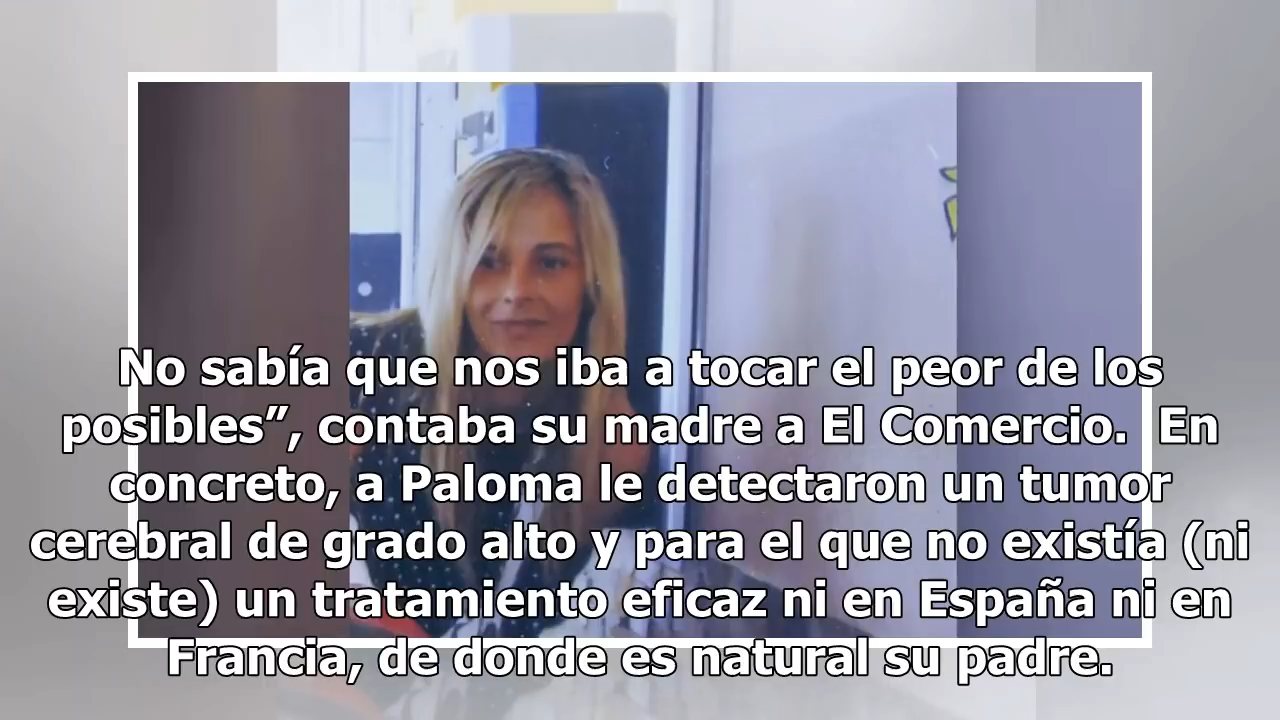 No sabía que nos iba a tocar el peor de los
posibles”, contaba su madre a El Comercio.  En
concreto, a Paloma le detectaron un tumor
cerebral de grado alto y para el que no existía (ni
existe) un tratamiento eficaz ni en España ni en
Francia, de donde es natural su padre.